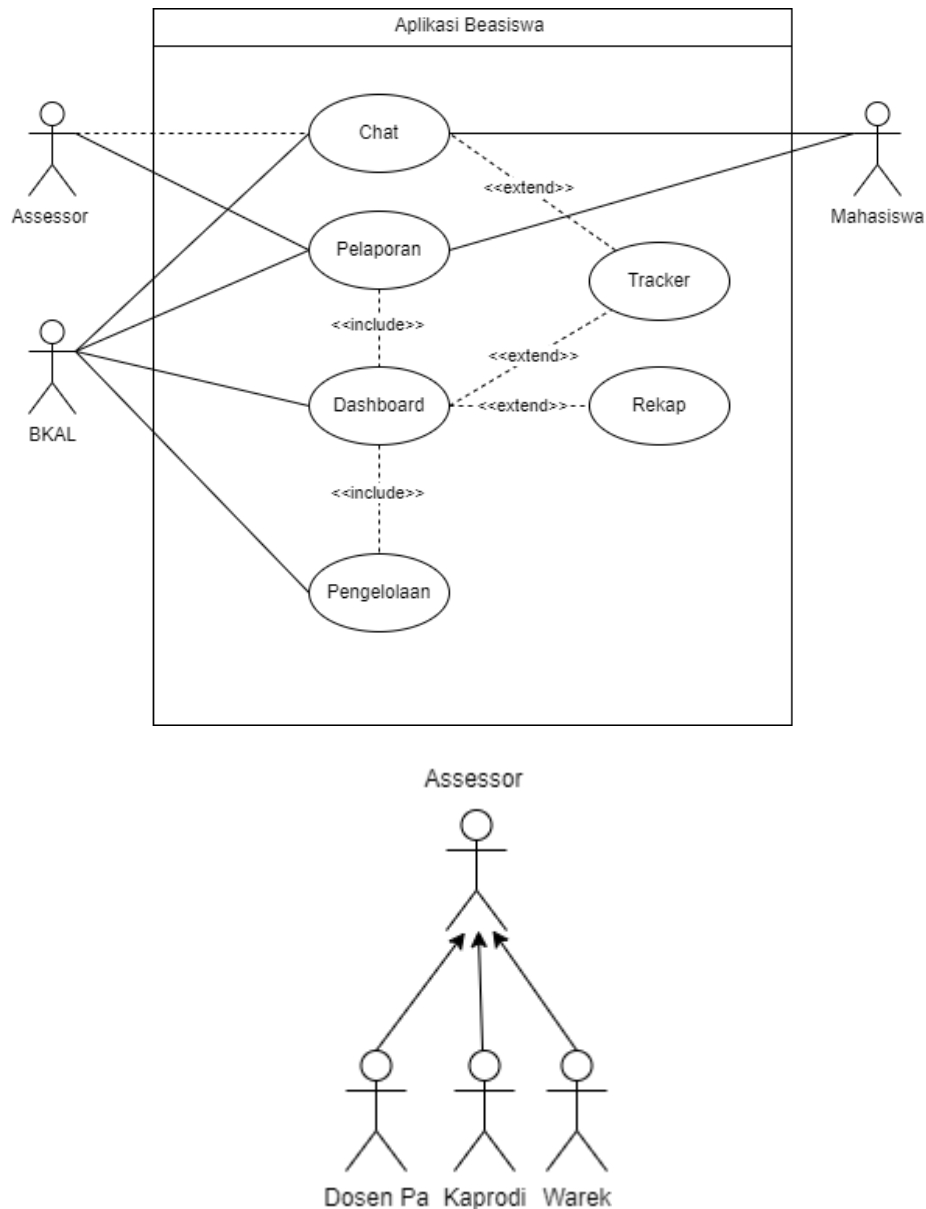 Aplikasi Beasiswa
Chat
<<extend>>
Assessor
Mahasiswa
Pelaporan
Tracker
<<include>>
<<extend>>
BKAL
Dashboard
<<extend>>
Rekap
<<include>>
Pengelolaan
Assessor
Dosen Pa
Kaprodi
Warek